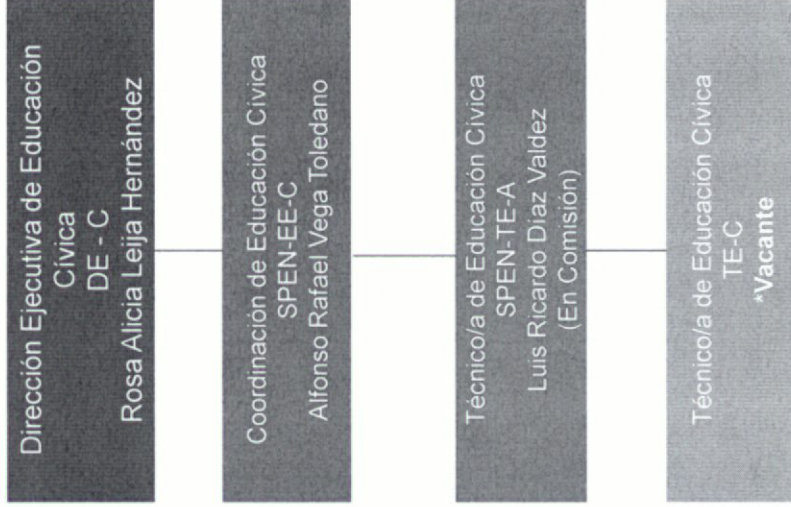 Dirección Ejecutiva de Educación
Cívica
DE - C
Rosa Alicia Leija Hernández
Coordinación de Educación Cívica
SPEN-EE-C
Alfonso Rafael Vega Toledano
Técnico/a de Educación Cívica
SPEN-TE-A
Luis Ricardo Diaz Valdez
(En Comisión)
Técnico/a de Educación Cívica
TE-C
*Vacante